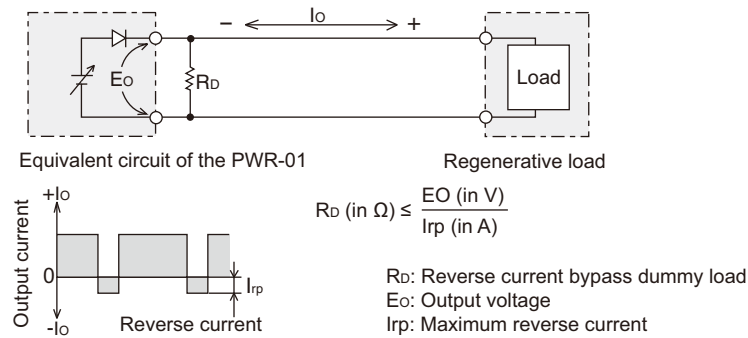 − IO +
EO
RD
Load
Equivalent circuit of the PWR-01
Regenerative load
+IO
Output current
0
-IO
Irp
Reverse current
RD (in Ω) ≤ EO (in V)
Irp (in A)
RD: Reverse current bypass dummy load
EO: Output voltage
Irp: Maximum reverse current